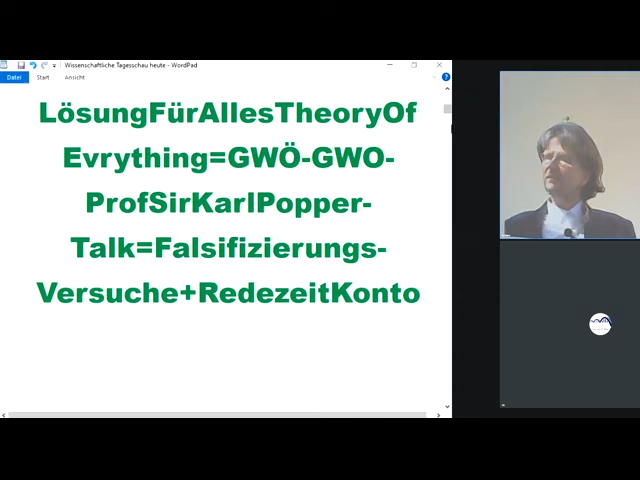 Wissenschaftliche Tagesschau heute - WordPad
Datei Start Ansicht
LösungFürAllesTheoryOf
Evrything=GWÖ-GWO-
ProfSirKarlPopper-
Talk=Falsifizierungs-
Versuche+RedezeitKonto